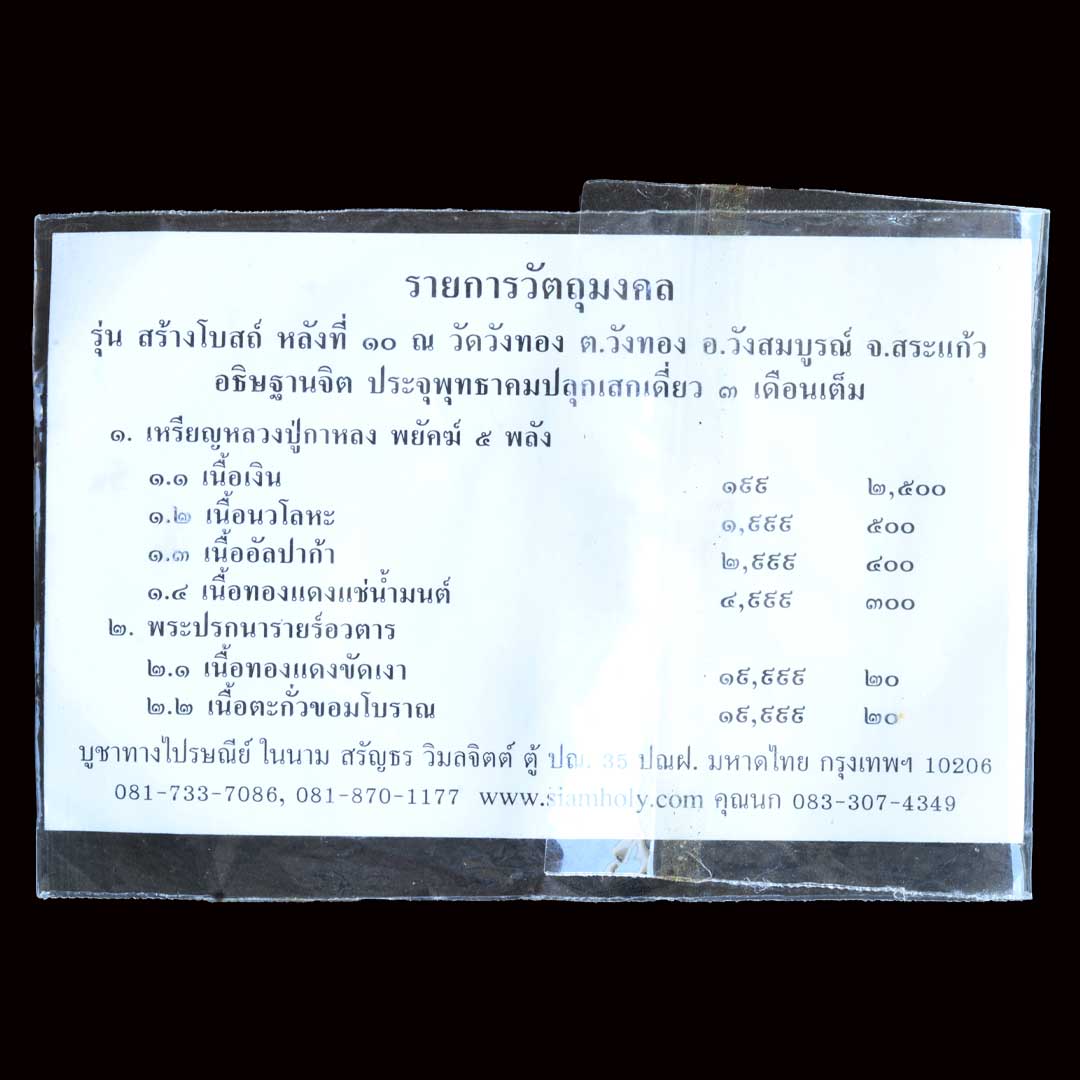 รายการวัตถุมงคล
รุ่น สร้างโบสถ์ หลังที่ ๑๐ ณ วัดวังทอง ต.วังทอง อ.วังสมบูรณ์ จ.สระแก้ว
อธิษฐานจิต ประจุพุทธาคมปลุกเสกเดี่ยว ๓ เดือนเต็ม
๑. เหรียญหลวงปู่กาหลง พยัคฆ์ ๕ พลัง
๑.๑ เนื้อเงิน ๑๙๙ ๒,๕๐๐
๑.๒ เนื้อนวโลหะ ๑,๙๙๙ ๕๐๐
๑.๓ เนื้ออัลปาก้า ๒,๙๙๙ ๔๐๐
๑.๔ เนื้อทองแดงแช่น้ำมนต์ ๔,๙๙๙ ๓๐๐
๒. พระปรกนารายร์อวตาร
๒.๑ เนื้อทองแดงขัดเงา ๑๙,๙๙๙ ๒๐
๒.๒ เนื้อตะกั่วขอมโบราณ ๑๙,๙๙๙ ๒๐
บูชาทางไปรษณีย์ ในนาม สรัญธร วิมลจิตต์ ตู้ ปณ. 35 ปณฝ. มหาดไทย กรุงเทพฯ 10206
081-733-7086, 081-870-1177 www.siamholy.com คุณนก 083-307-4349